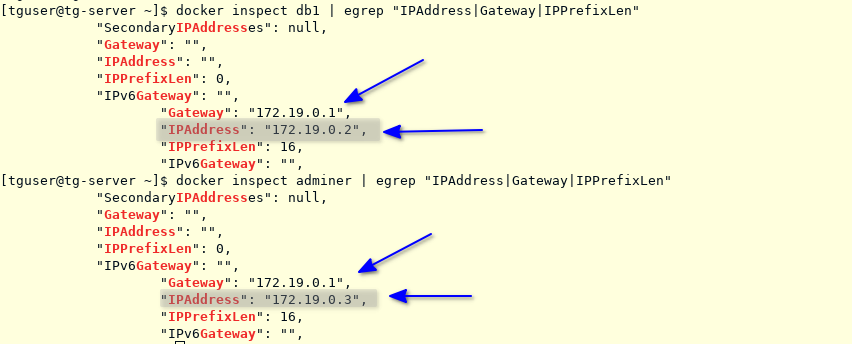 [tguser@tg-server ~]$ docker inspect db1 | egrep "IPAddress|Gateway|IPPrefixLen"
"SecondaryIPAddresses": null,
"Gateway": "",
"IPAddress": "",
"IPPrefixLen": 0,
"IPv6Gateway": "",
"Gateway": "172.19.0.1",
"IPAddress": "172.19.0.2",
"IPPrefixLen": 16,
"IPv6Gateway": "",
[tguser@tg-server ~]$ docker inspect adminer | egrep "IPAddress|Gateway|IPPrefixLen"
"SecondaryIPAddresses": null,
"Gateway": "",
"IPAddress": "",
"IPPrefixLen": 0,
"IPv6Gateway": "",
"Gateway": "172.19.0.1",
"IPAddress": "172.19.0.3",
"IPPrefixLen": 16,
"IPv6Gateway": "",